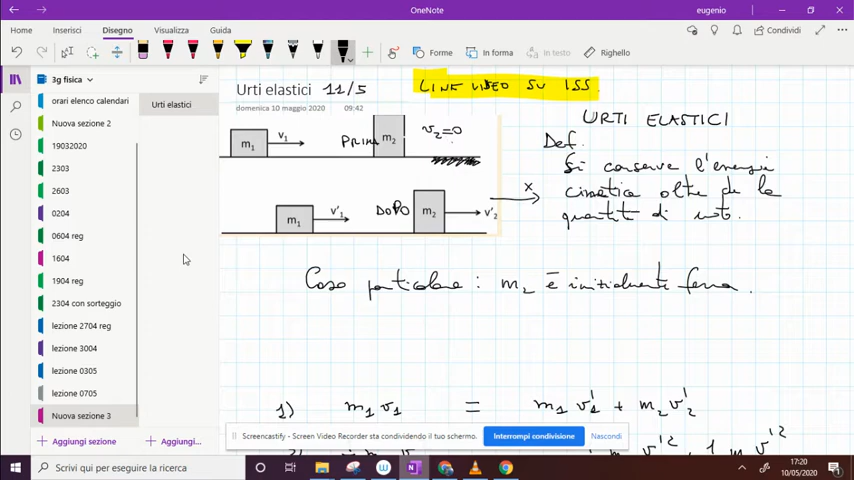 OneNote
eugenio
Home Inserisci Disegno Visualizza Guida
Condividi
Forme In forma In testo Righello
3g fisica
orari elenco calendari
Nuova sezione 2
19032020
2303
2603
0204
0604 reg
1604
1904 reg
2304 con sorteggio
lezione 2704 reg
lezione 3004
lezione 0305
lezione 0705
Nuova sezione 3
Aggiungi sezione
Urti elastici
Aggiungi...
Urti elastici 11/5
domenica 10 maggio 2020 09:42
LINK VIDEO SU ISS
m1 v1 PRIMA m2 v2=0
m1 v'1 DOPO m2 v'2 x
URTI ELASTICI
Def.
Si conserva l'energia
cinetica oltre che la
quantità di moto.
Caso particolare : m2 è inizialmente ferma.
1) m1 v1 = m1 v'1 + m2 v'2
Screencastify - Screen Video Recorder sta condividendo il tuo schermo. Interrompi condivisione Nascondi
Scrivi qui per eseguire la ricerca
17:20
10/05/2020